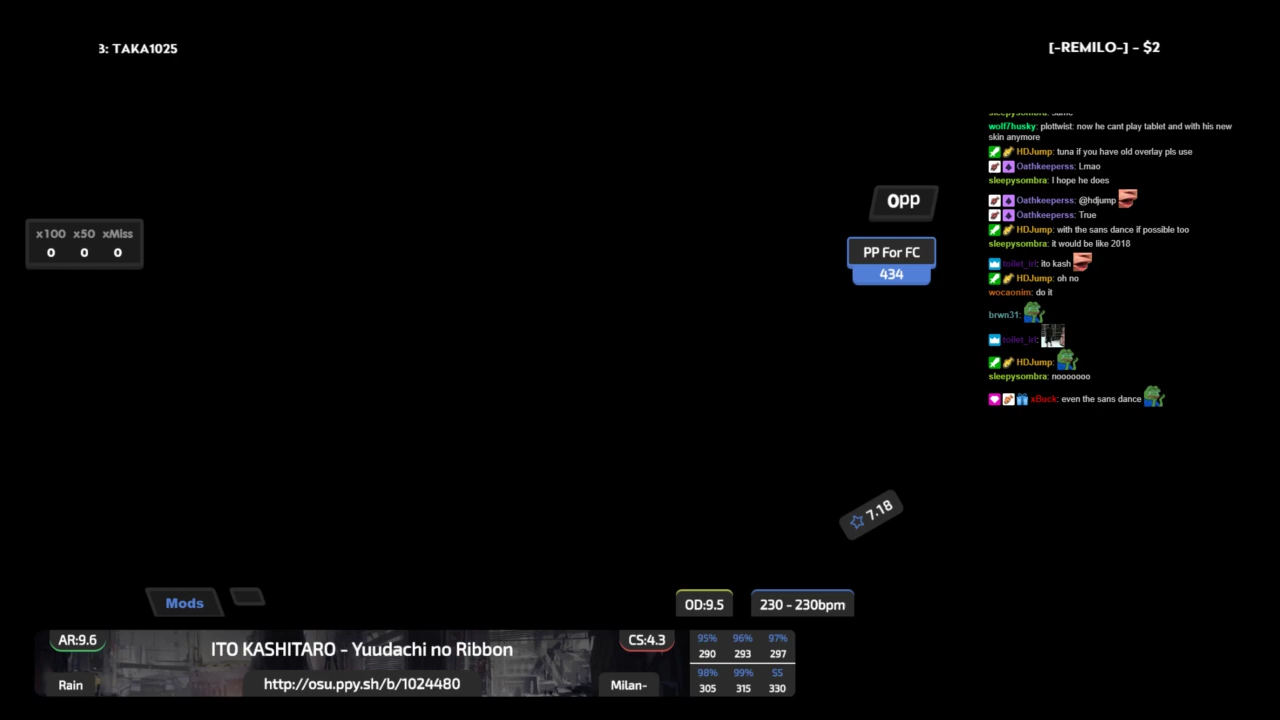 3: TAKA1025
[-REMILO-] - $2
wolf7husky: plottwist: now he cant play tablet and with his new
skin anymore
HDJump: tuna if you have old overlay pls use
Oathkeeperss: Lmao
sleepysombra: I hope he does
Oathkeeperss: @hdjump
Oathkeeperss: True
HDJump: with the sans dance if possible too
sleepysombra: it would be like 2018
toilet_irl: ito kash
HDJump: oh no
wocaonim: do it
brwn31:
toilet_irl:
HDJump:
sleepysombra: nooooooo
xBuck: even the sans dance
x100 x50 xMiss
0 0 0
0PP
PP For FC
434
7.18
Mods
OD:9.5
230 - 230bpm
AR:9.6
ITO KASHITARO - Yuudachi no Ribbon
CS:4.3
95% 96% 97%
290 293 297
Rain
http://osu.ppy.sh/b/1024480
Milan-
98% 99% SS
305 315 330